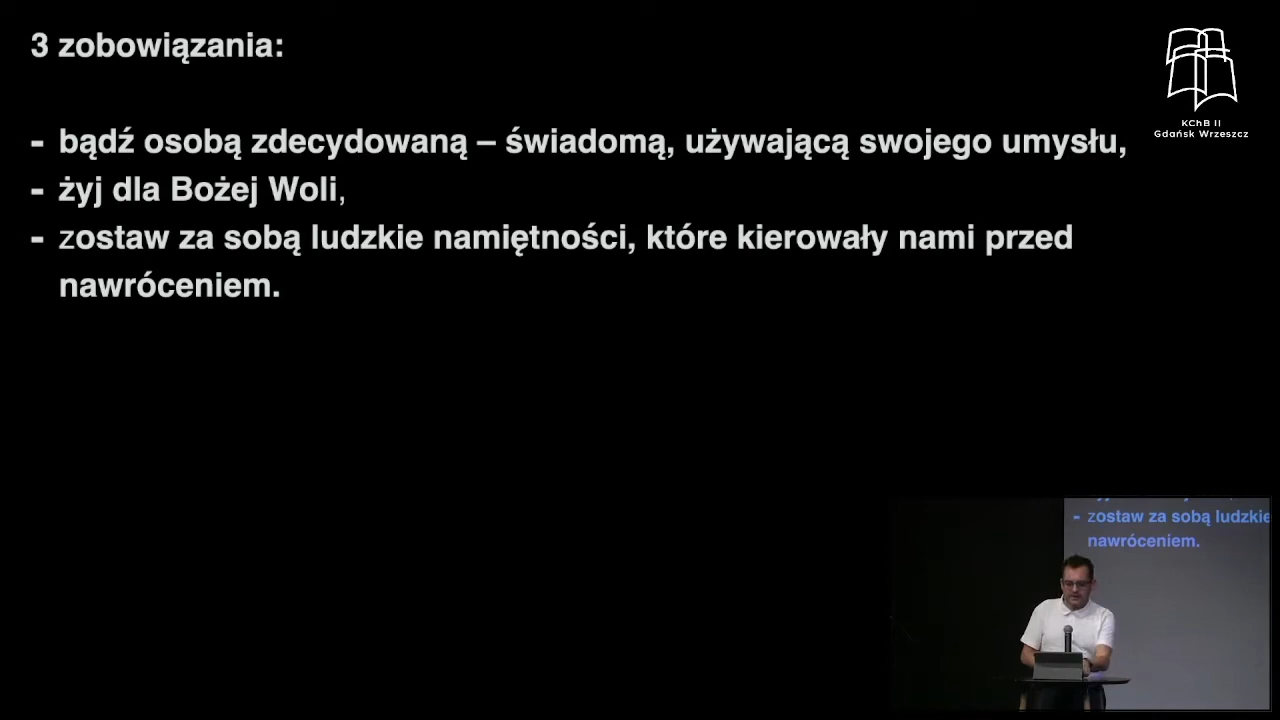 3 zobowiązania:
- bądź osobą zdecydowaną – świadomą, używającą swojego umysłu,
- żyj dla Bożej Woli,
- zostaw za sobą ludzkie namiętności, które kierowały nami przed
nawróceniem.
KChB II
Gdańsk Wrzeszcz
- zostaw za sobą ludzkie
nawróceniem.